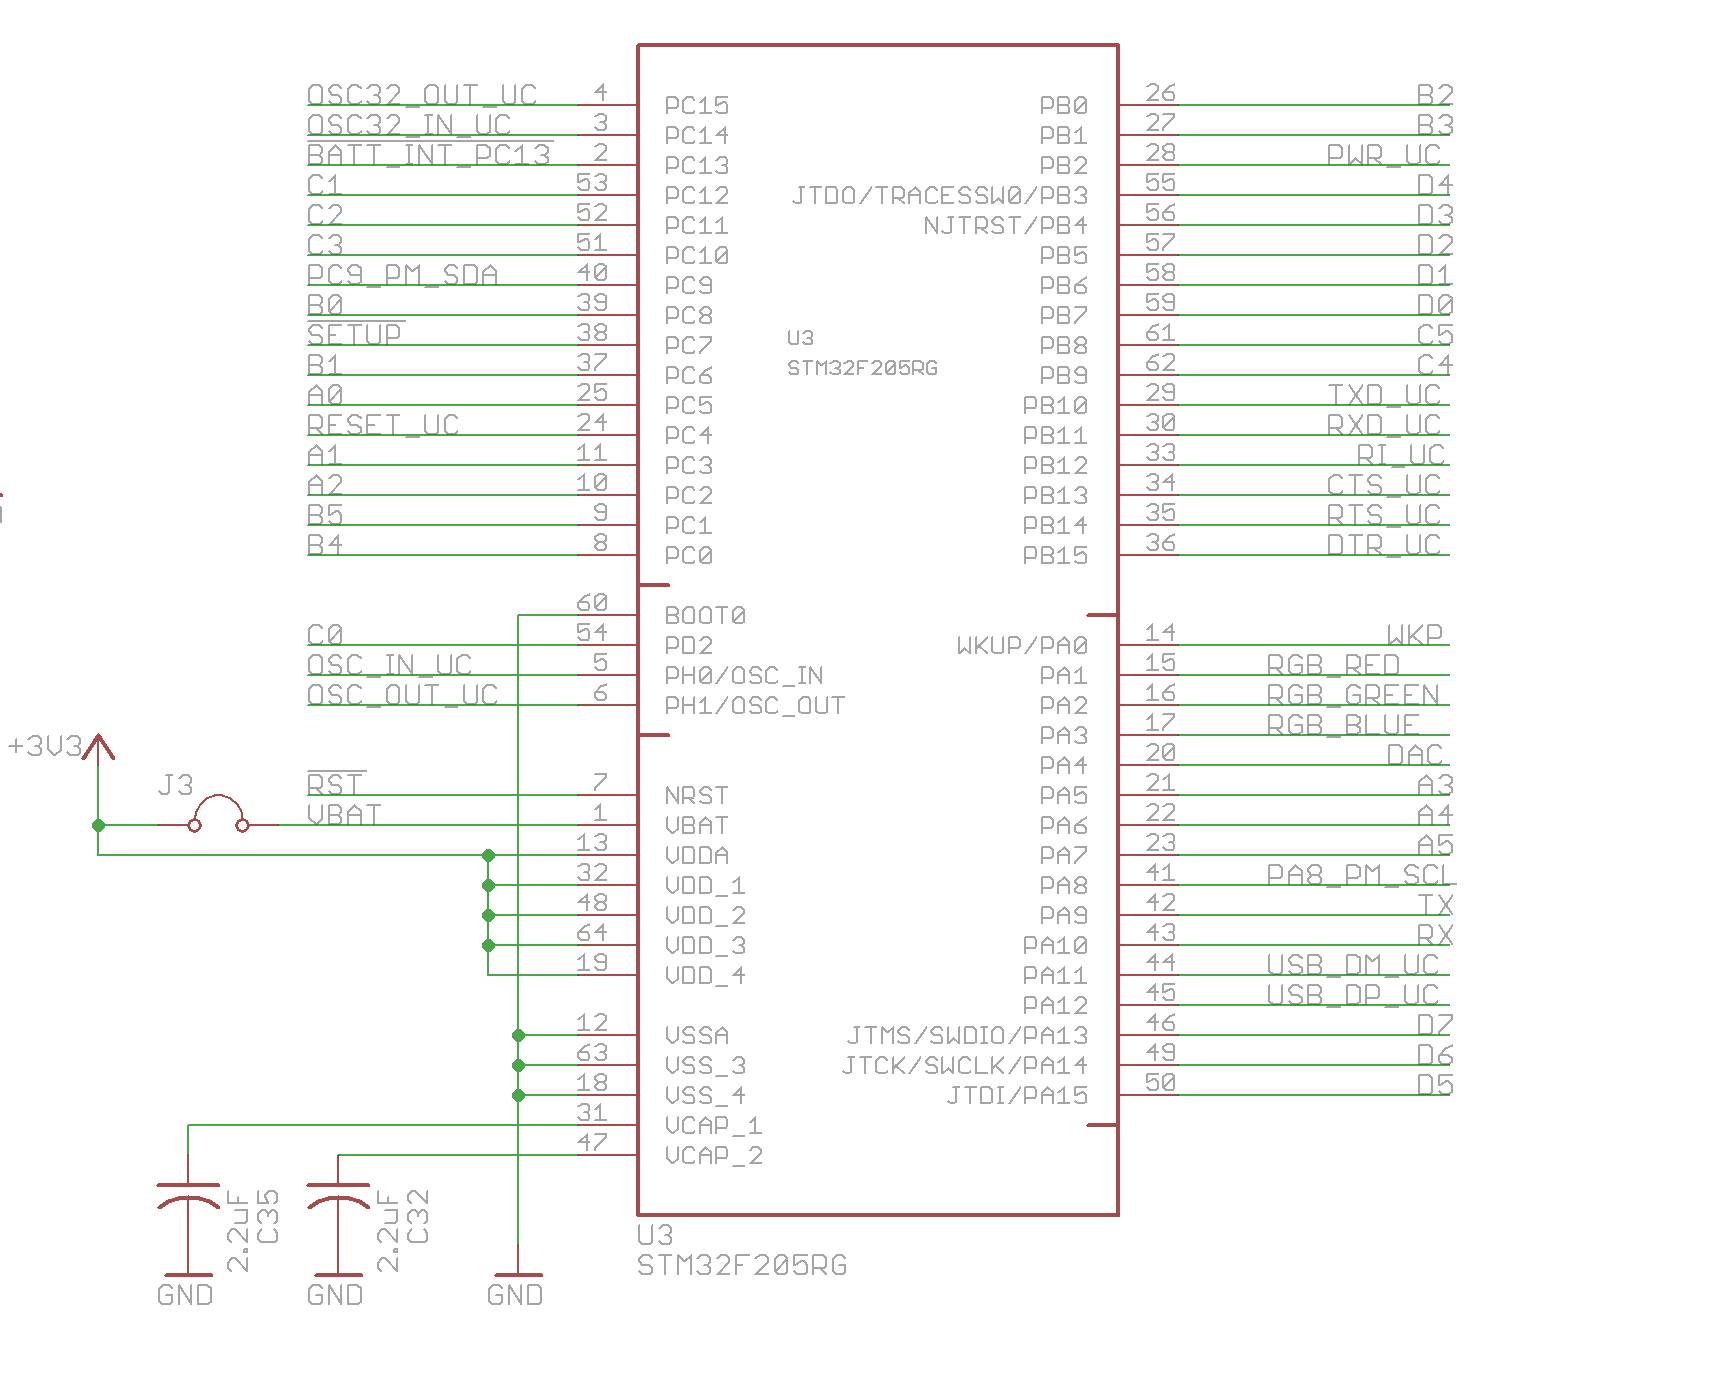 OSC32_OUT_UC 4 PC15 PB0 26 B2
OSC32_IN_UC 3 PC14 PB1 27 B3
BATT_INT_PC13 2 PC13 PB2 28 PWR_UC
C1 53 PC12 JTDO/TRACESSW0/PB3 55 D4
C2 52 PC11 NJTRST/PB4 56 D3
C3 51 PC10 PB5 57 D2
PC9_PM_SDA 40 PC9 PB6 58 D1
B0 39 PC8 PB7 59 D0
SETUP 38 PC7 U3 PB8 61 C5
B1 37 PC6 STM32F205RG PB9 62 C4
A0 25 PC5 PB10 29 TXD_UC
RESET_UC 24 PC4 PB11 30 RXD_UC
A1 11 PC3 PB12 33 RI_UC
A2 10 PC2 PB13 34 CTS_UC
B5 9 PC1 PB14 35 RTS_UC
B4 8 PC0 PB15 36 DTR_UC
60 BOOT0
C0 54 PD2 WKUP/PA0 14 WKP
OSC_IN_UC 5 PH0/OSC_IN PA1 15 RGB_RED
OSC_OUT_UC 6 PH1/OSC_OUT PA2 16 RGB_GREEN
+3V3 PA3 17 RGB_BLUE
PA4 20 DAC
J3 RST 7 NRST PA5 21 A3
VBAT 1 VBAT PA6 22 A4
13 VDDA PA7 23 A5
32 VDD_1 PA8 41 PA8_PM_SCL
48 VDD_2 PA9 42 TX
64 VDD_3 PA10 43 RX
19 VDD_4 PA11 44 USB_DM_UC
PA12 45 USB_DP_UC
12 VSSA JTMS/SWDIO/PA13 46 D7
63 VSS_3 JTCK/SWCLK/PA14 49 D6
18 VSS_4 JTDI/PA15 50 D5
31 VCAP_1
47 VCAP_2
2.2uF
C35
2.2uF
C32
U3
STM32F205RG
GND GND GND